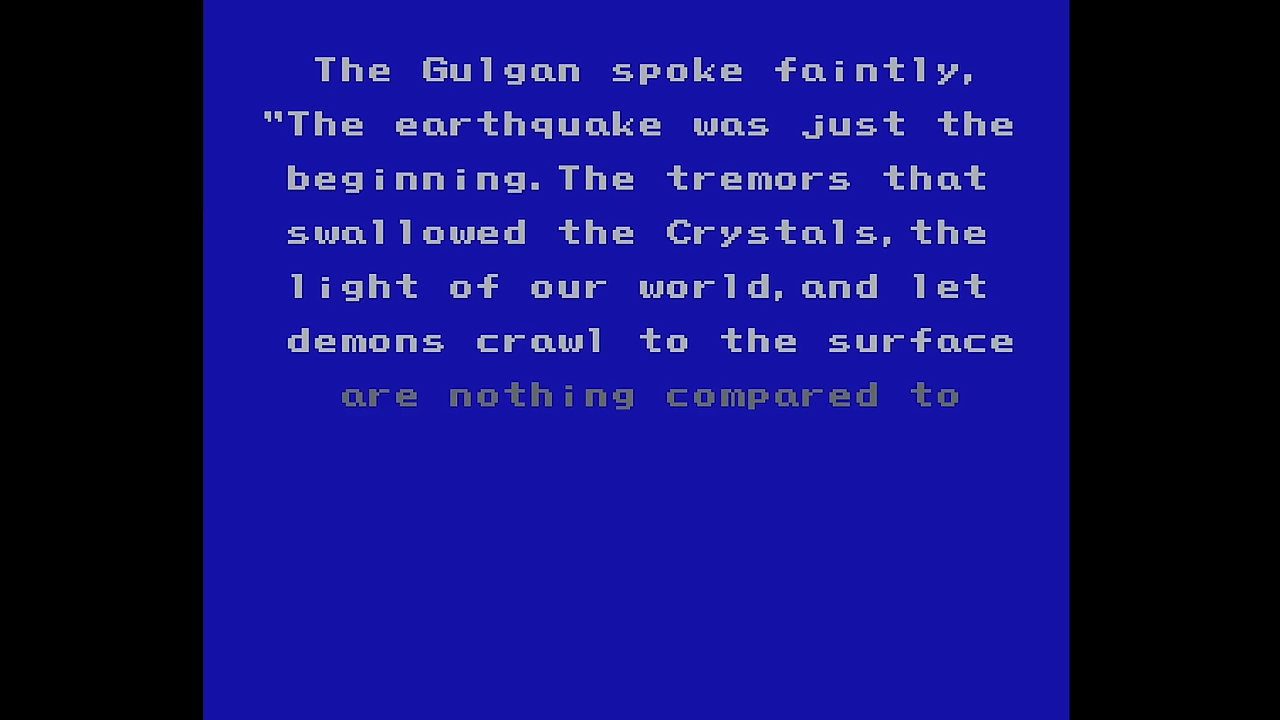 The Gulgan spoke faintly,
"The earthquake was just the
beginning. The tremors that
swallowed the Crystals, the
light of our world, and let
demons crawl to the surface
are nothing compared to